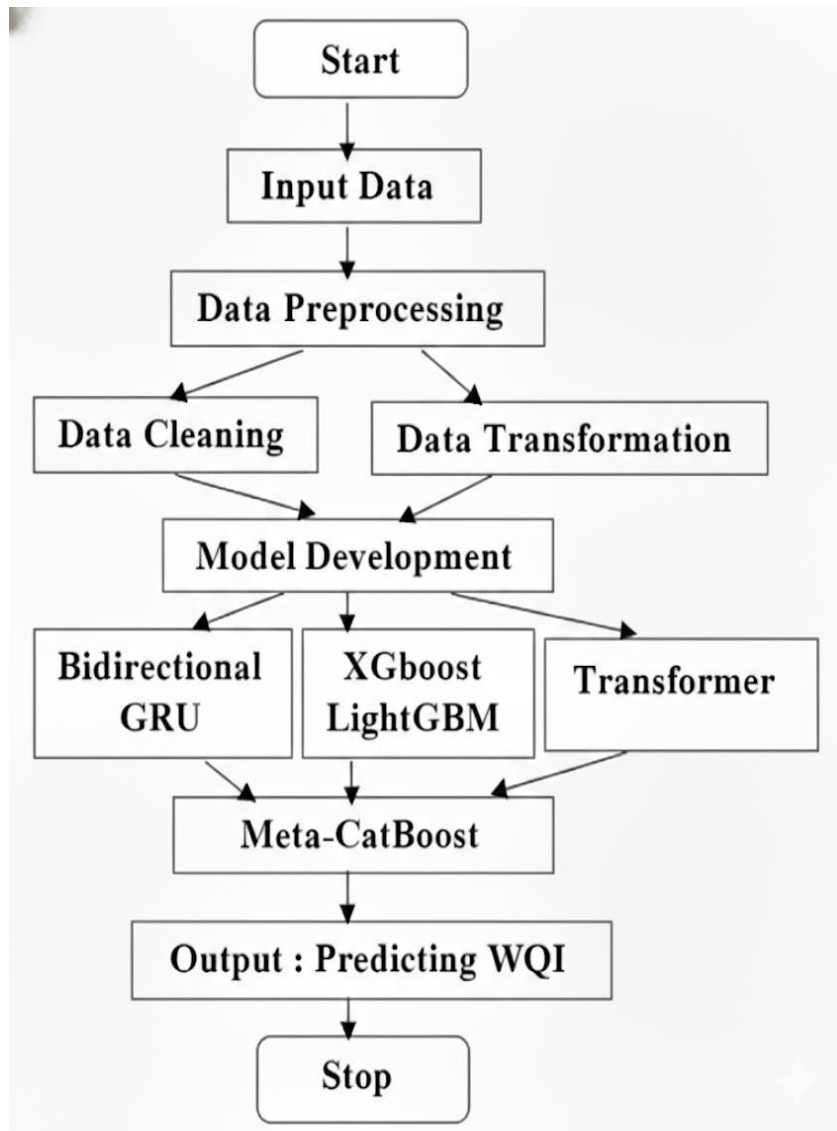 Start
Input Data
Data Preprocessing
Data Cleaning
Data Transformation
Model Development
Bidirectional
GRU
XGboost
LightGBM
Transformer
Meta-CatBoost
Output : Predicting WQI
Stop